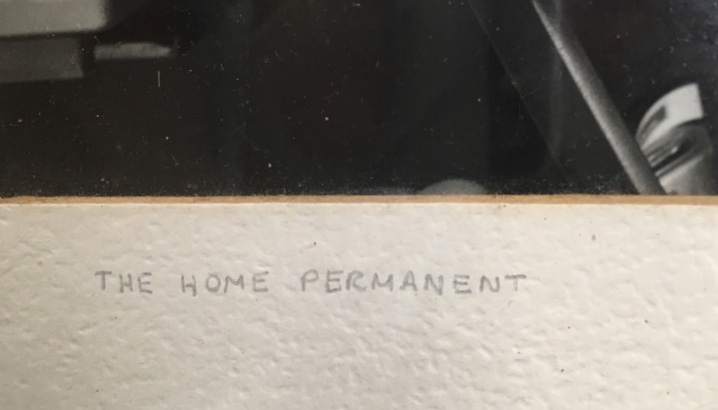 THE HOME PERMANENT